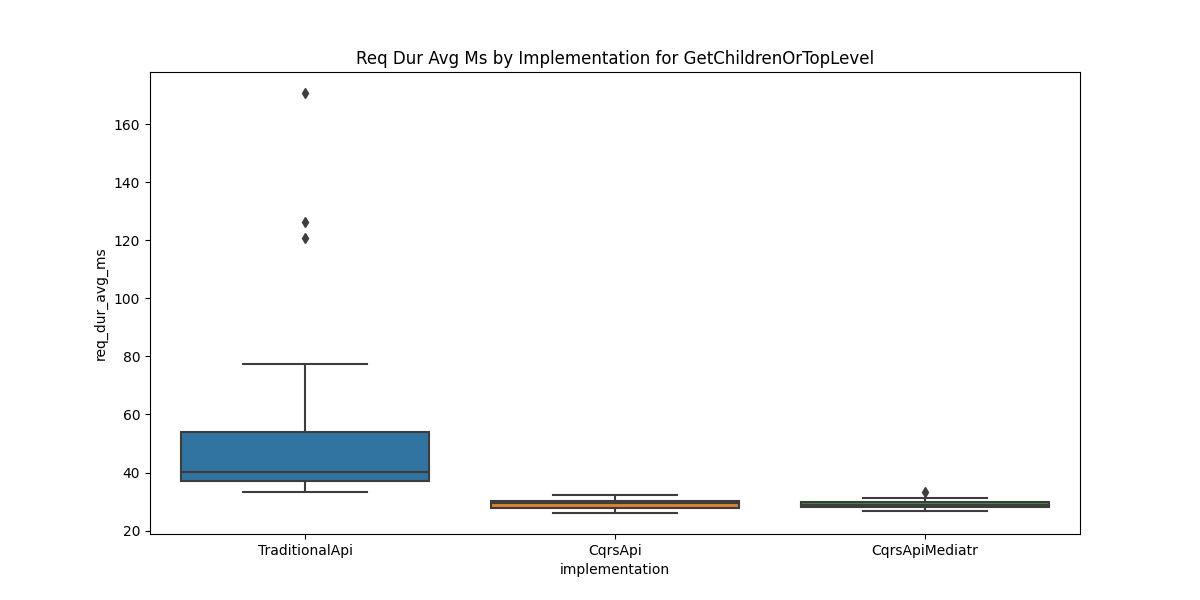 Req Dur Avg Ms by Implementation for GetChildrenOrTopLevel
req_dur_avg_ms
160
140
120
100
80
60
40
20
TraditionalApi
CqrsApi
CqrsApiMediatr
implementation